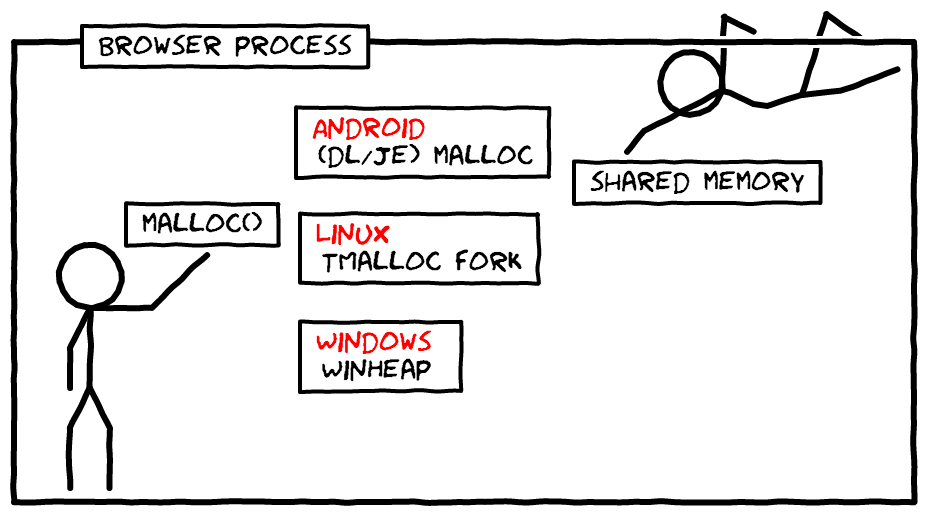 BROWSER PROCESS
ANDROID
(DL/JE) MALLOC
SHARED MEMORY
MALLOC()
LINUX
TMALLOC FORK
WINDOWS
WINHEAP